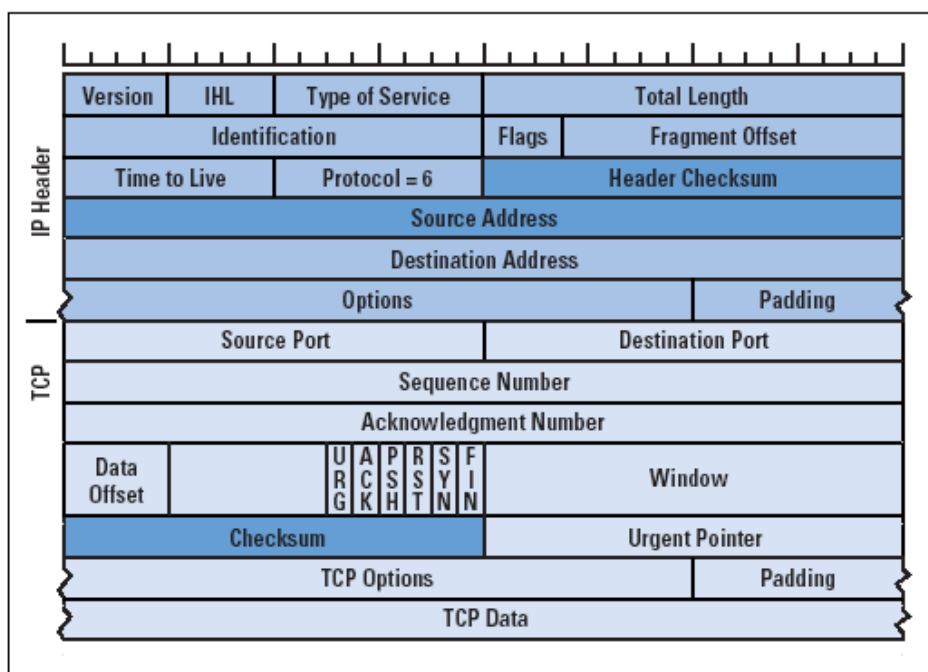 IP Header
Version IHL Type of Service Total Length
Identification Flags Fragment Offset
Time to Live Protocol = 6 Header Checksum
Source Address
Destination Address
Options Padding
TCP
Source Port Destination Port
Sequence Number
Acknowledgment Number
Data Offset URG ACK PSH RST SYN FIN Window
Checksum Urgent Pointer
TCP Options Padding
TCP Data